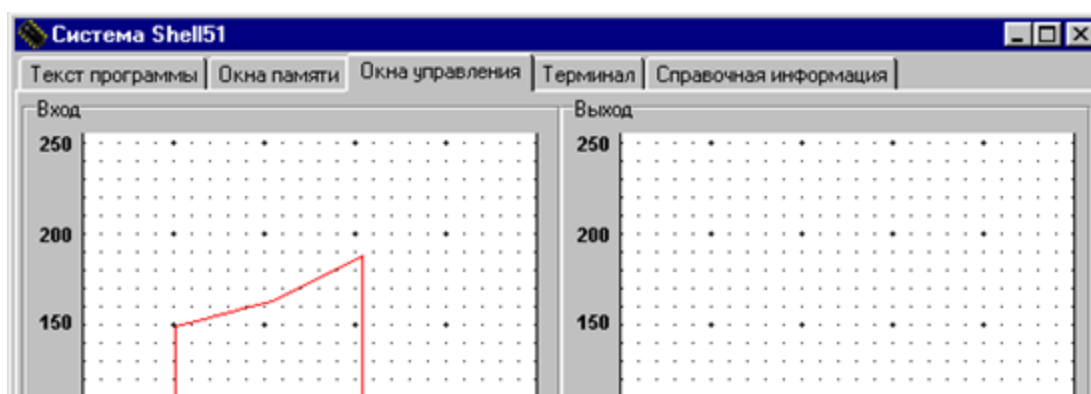 Система Shell51
Текст программы Окна памяти Окна управления Терминал Справочная информация
Вход Выход
250 250
200 200
150 150